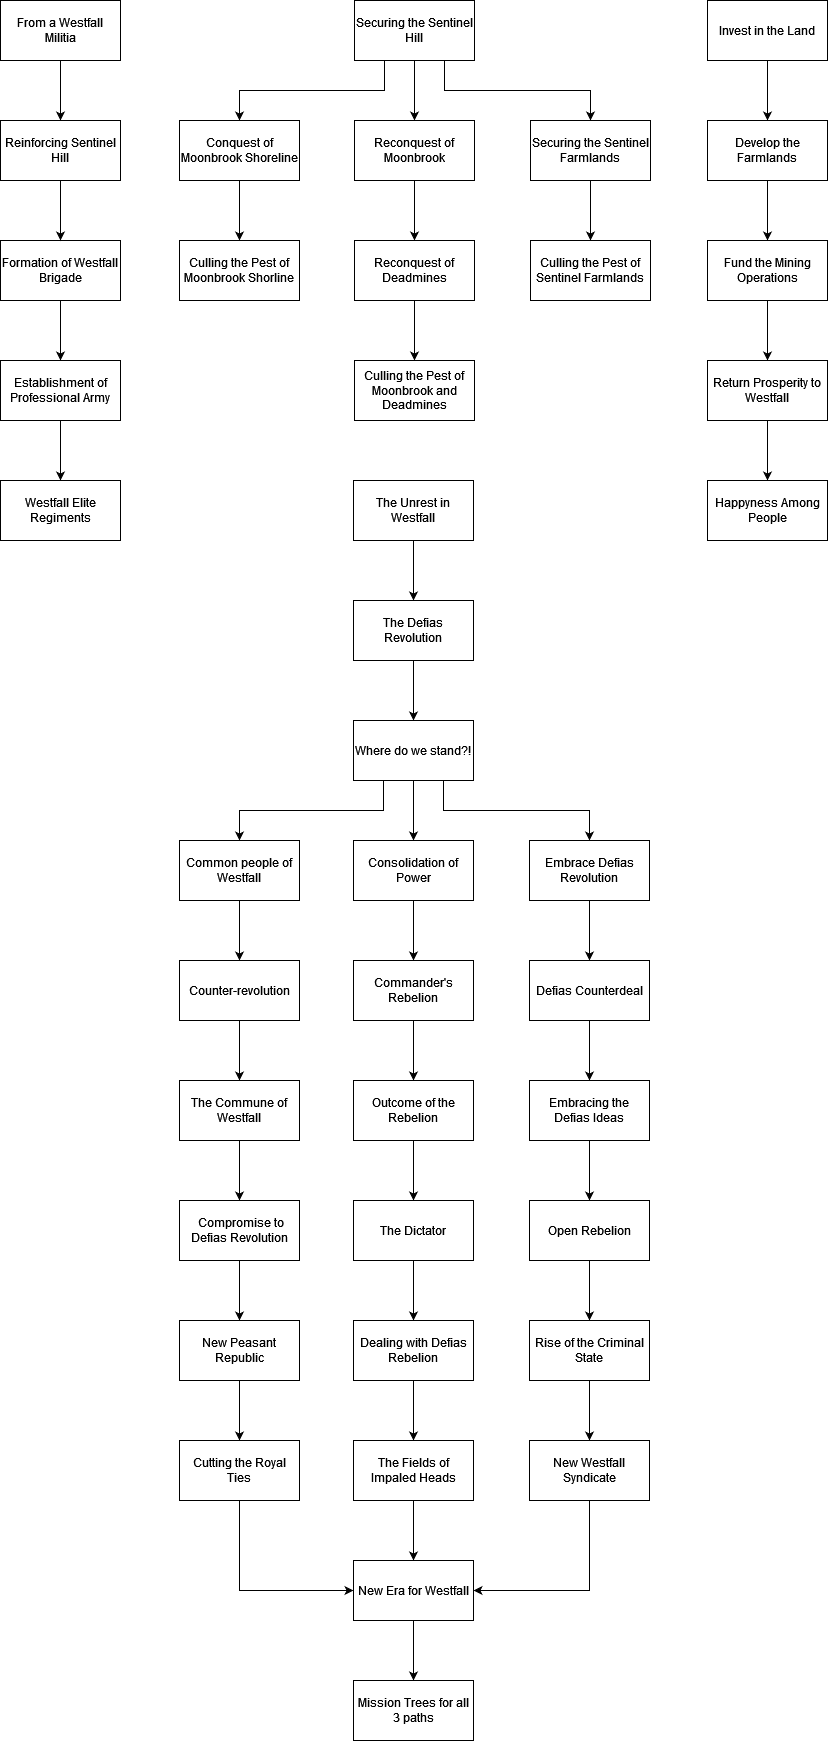 From a Westfall
Militia
Securing the Sentinel
Hill
Invest in the Land
Reinforcing Sentinel
Hill
Conquest of
Moonbrook Shoreline
Reconquest of
Moonbrook
Securing the Sentinel
Farmlands
Develop the
Farmlands
Formation of Westfall
Brigade
Culling the Pest of
Moonbrook Shorline
Reconquest of
Deadmines
Culling the Pest of
Sentinel Farmlands
Fund the Mining
Operations
Establishment of
Professional Army
Culling the Pest of
Moonbrook and
Deadmines
Return Prosperity to
Westfall
Westfall Elite
Regiments
The Unrest in
Westfall
Happyness Among
People
The Defias
Revolution
Where do we stand?!
Common people of
Westfall
Consolidation of
Power
Embrace Defias
Revolution
Counter-revolution
Commander's
Rebelion
Defias Counterdeal
The Commune of
Westfall
Outcome of the
Rebelion
Embracing the
Defias Ideas
Compromise to
Defias Revolution
The Dictator
Open Rebelion
New Peasant
Republic
Dealing with Defias
Rebelion
Rise of the Criminal
State
Cutting the Royal
Ties
The Fields of
Impaled Heads
New Westfall
Syndicate
New Era for Westfall
Mission Trees for all
3 paths